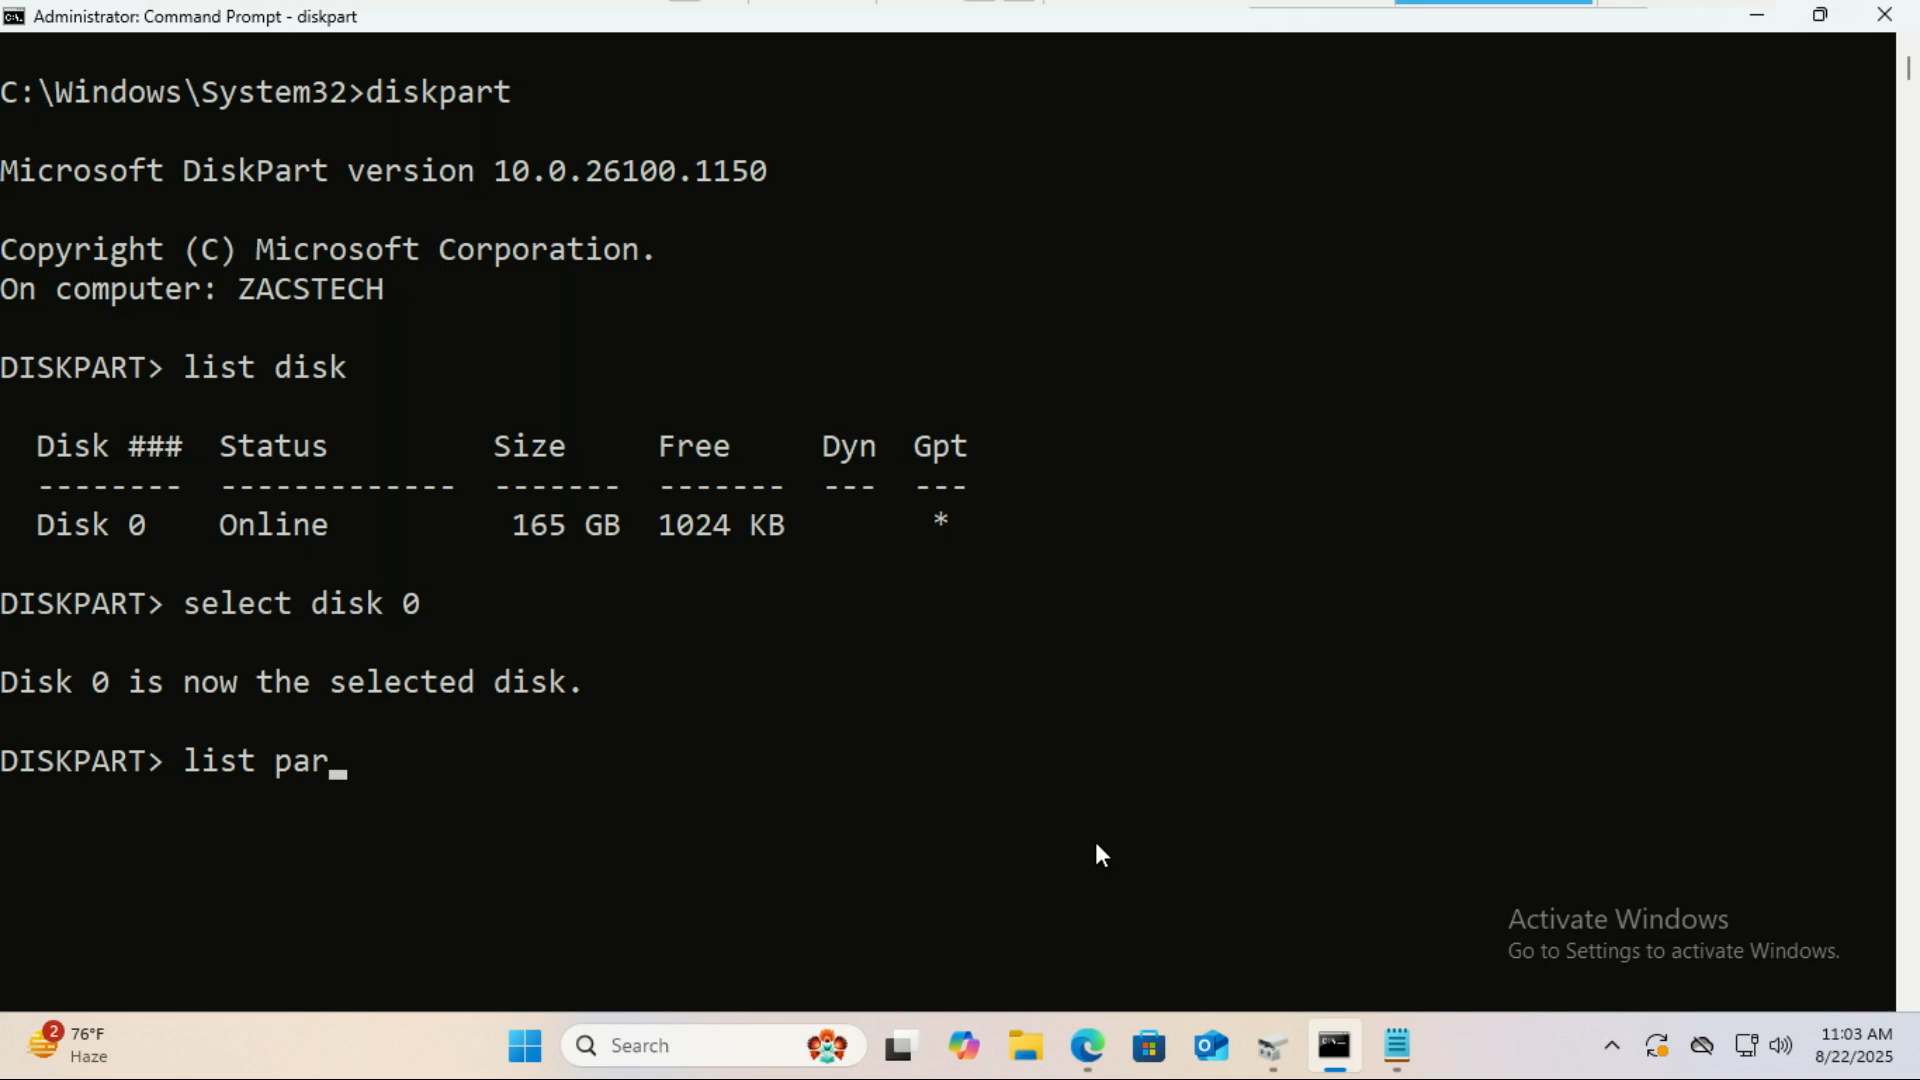 Administrator: Command Prompt - diskpart
C:\Windows\System32>diskpart
Microsoft DiskPart version 10.0.26100.1150
Copyright (C) Microsoft Corporation.
On computer: ZACSTECH
DISKPART> list disk
  Disk ###  Status         Size     Free     Dyn  Gpt
  --------  -------------  -------  -------  ---  ---
  Disk 0    Online          165 GB  1024 KB        *
DISKPART> select disk 0
Disk 0 is now the selected disk.
DISKPART> list par_
Activate Windows
Go to Settings to activate Windows.
2
76°F
Haze
Search
11:03 AM
8/22/2025